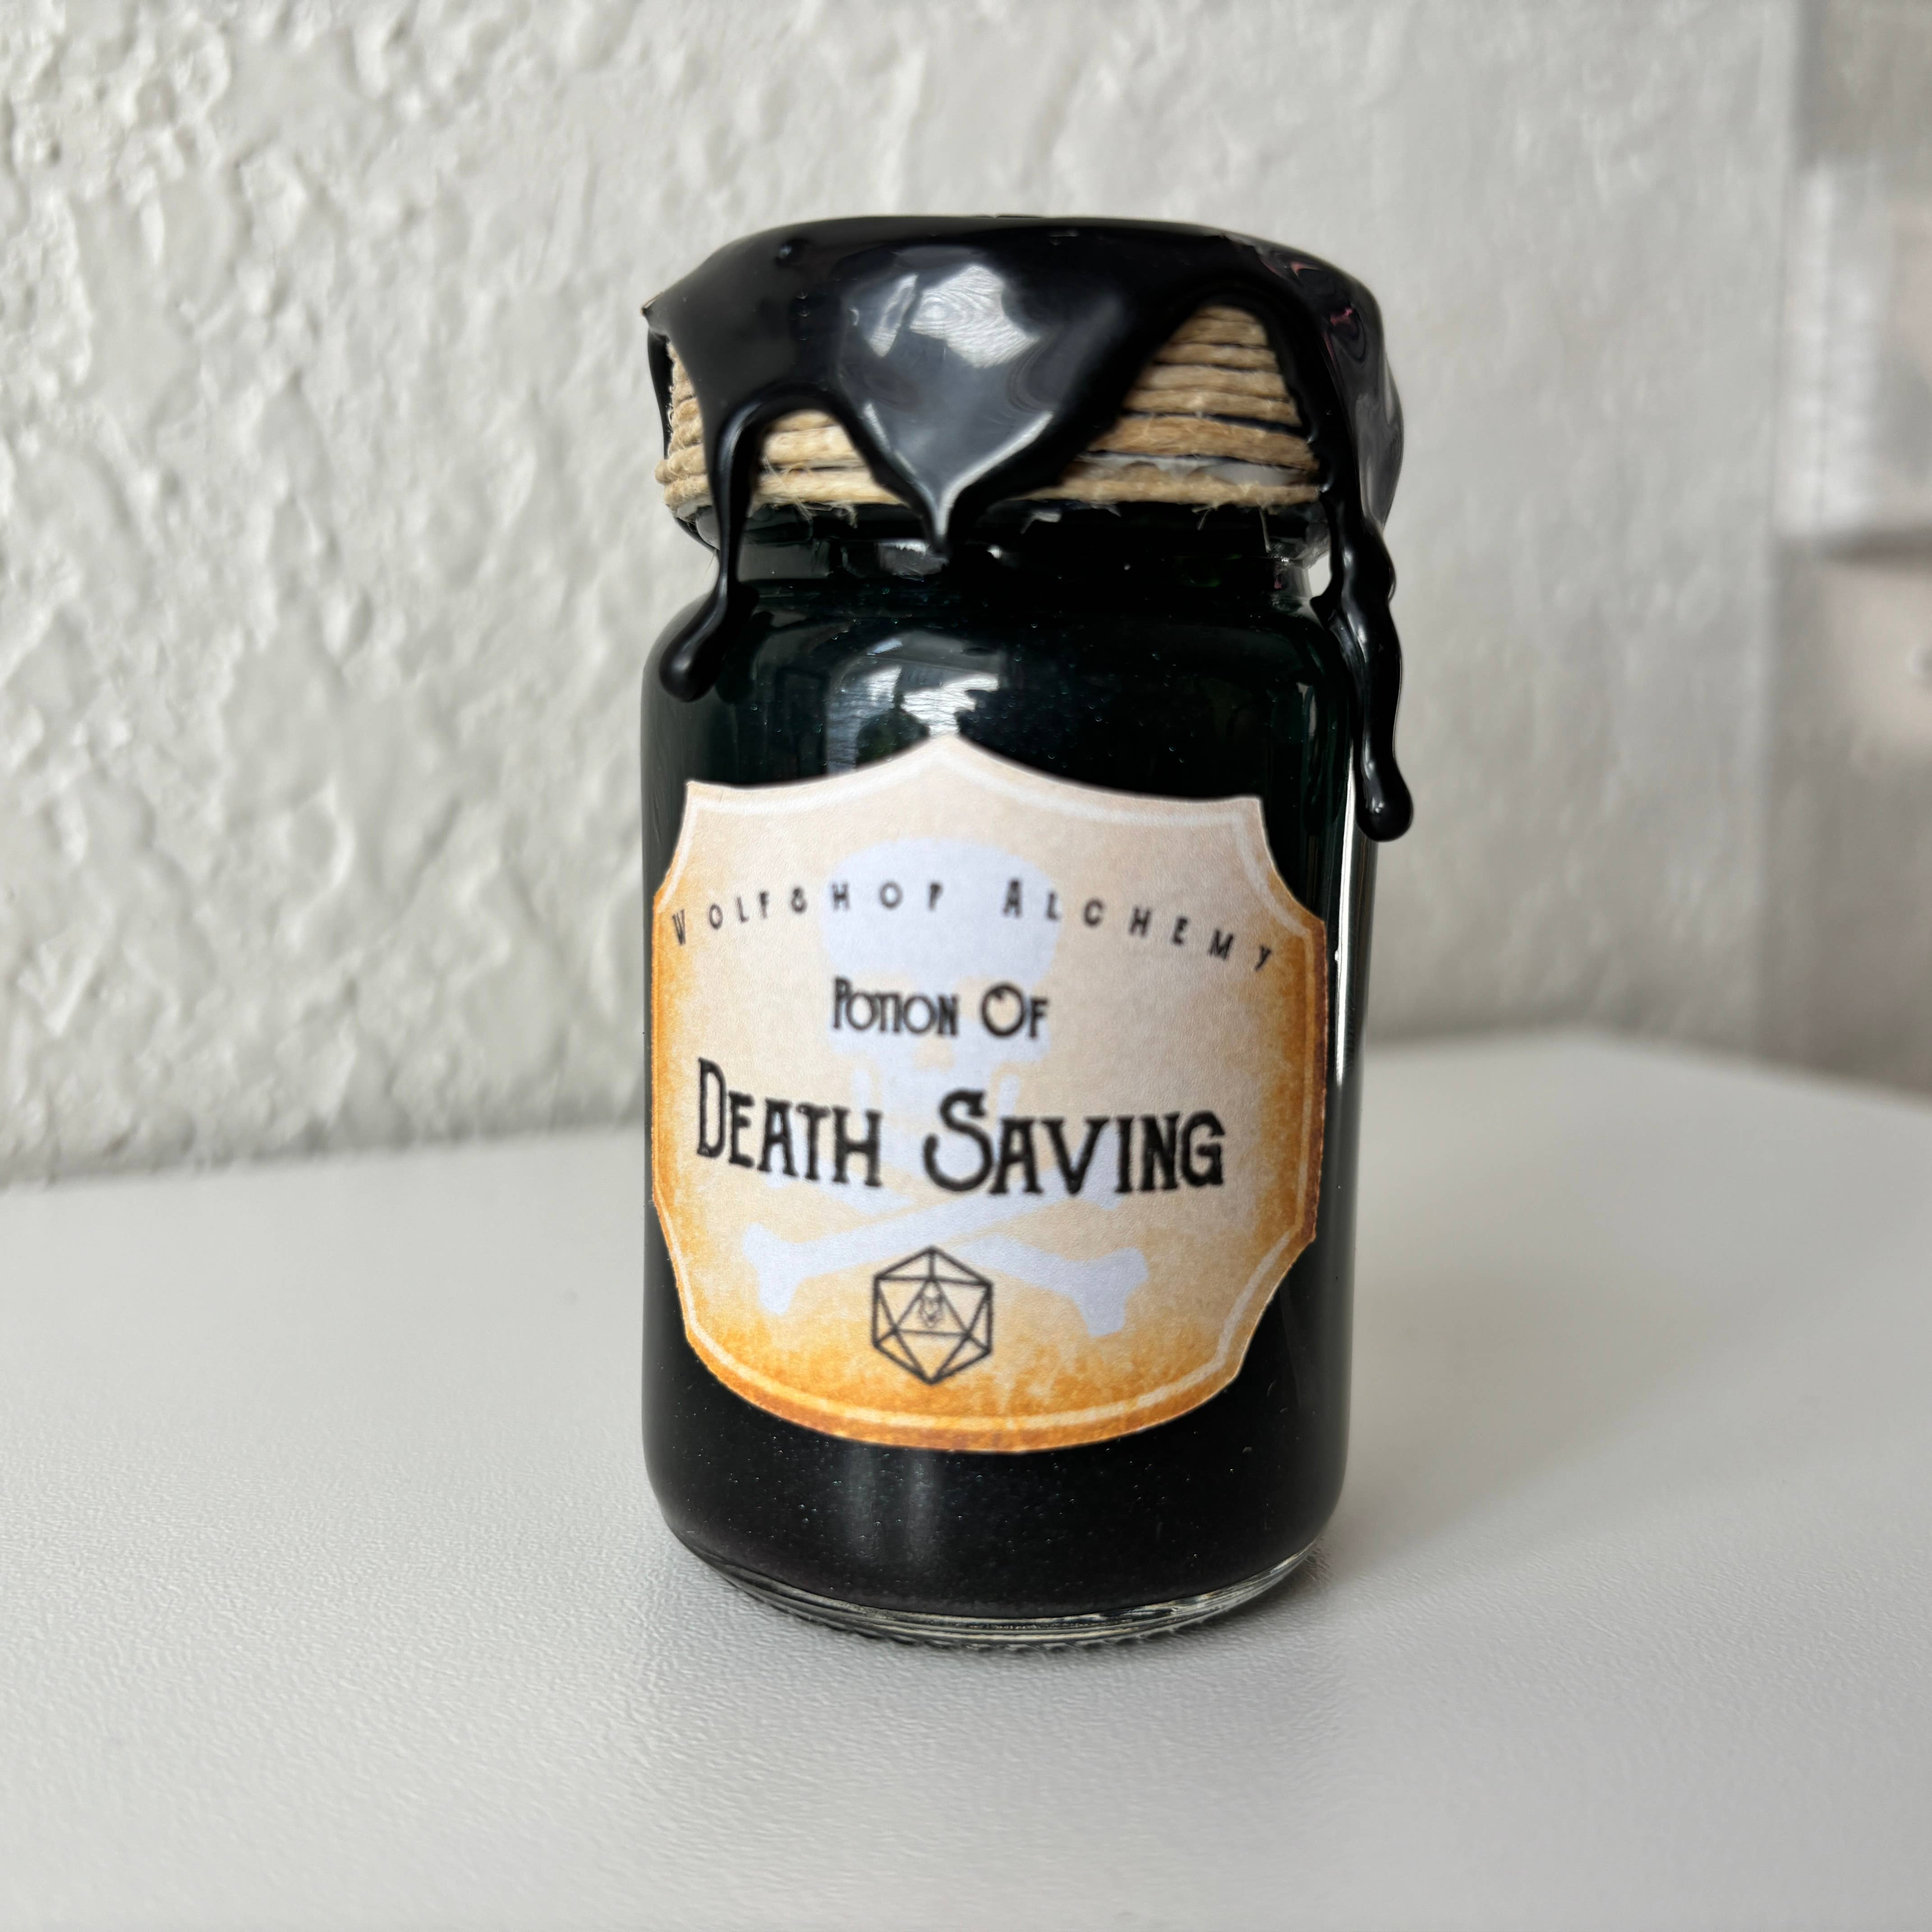 Wolfshop Alchemy
Potion Of
Death Saving